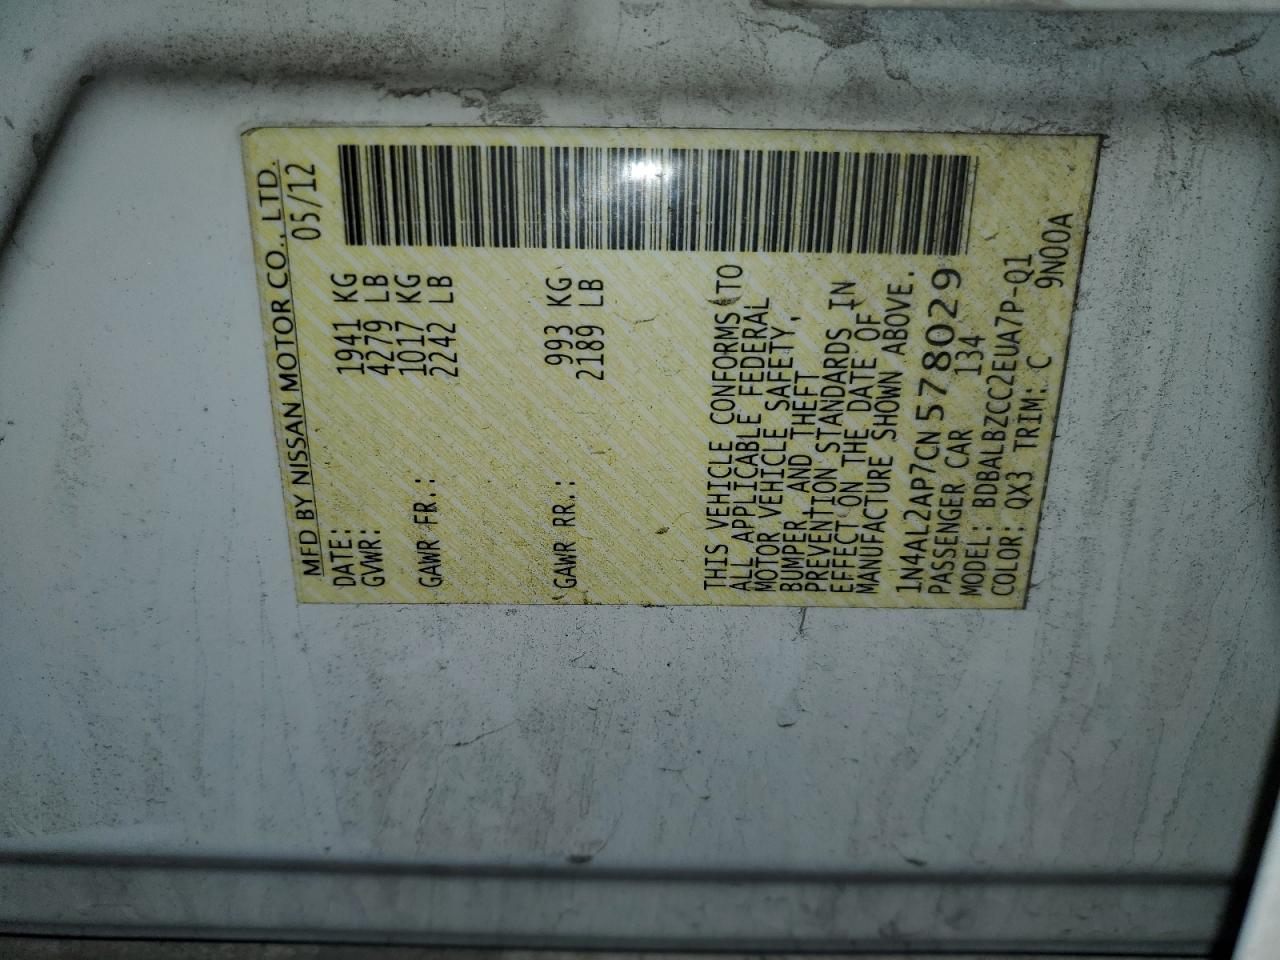 MFD BY NISSAN MOTOR CO., LTD.
DATE: 05/12
GVWR: 1941 KG
4279 LB
GAWR FR.: 1017 KG
2242 LB
GAWR RR.: 993 KG
2189 LB
THIS VEHICLE CONFORMS TO
ALL APPLICABLE FEDERAL
MOTOR VEHICLE SAFETY,
BUMPER, AND THEFT
PREVENTION STANDARDS IN
EFFECT ON THE DATE OF
MANUFACTURE SHOWN ABOVE.
1N4AL2AP7CN578029
PASSENGER CAR 134
MODEL: BDBALBZCC2EUA7P-Q1
COLOR: QX3 TRIM: C 9N00A